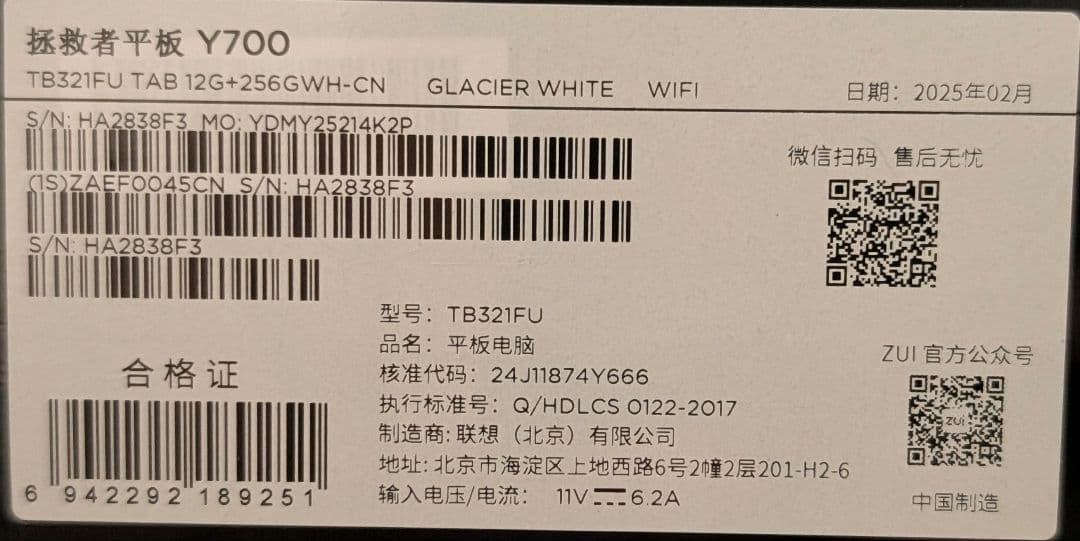 拯救者平板 Y700
TB321FU TAB 12G+256GWH-CN GLACIER WHITE WIFI 日期：2025年02月
S/N: HA2838F3 MO: YDMY25214K2P
(1S)ZAEF0045CN S/N: HA2838F3
S/N: HA2838F3
微信扫码 售后无忧
合格证
6 942292 189251
型号：TB321FU
品名：平板电脑
核准代码：24J11874Y666
执行标准号：Q/HDLCS 0122-2017
制造商: 联想（北京）有限公司
地址: 北京市海淀区上地西路6号2幢2层201-H2-6
输入电压/电流： 11V⎓6.2A
ZUI 官方公众号
ZUI
中国制造